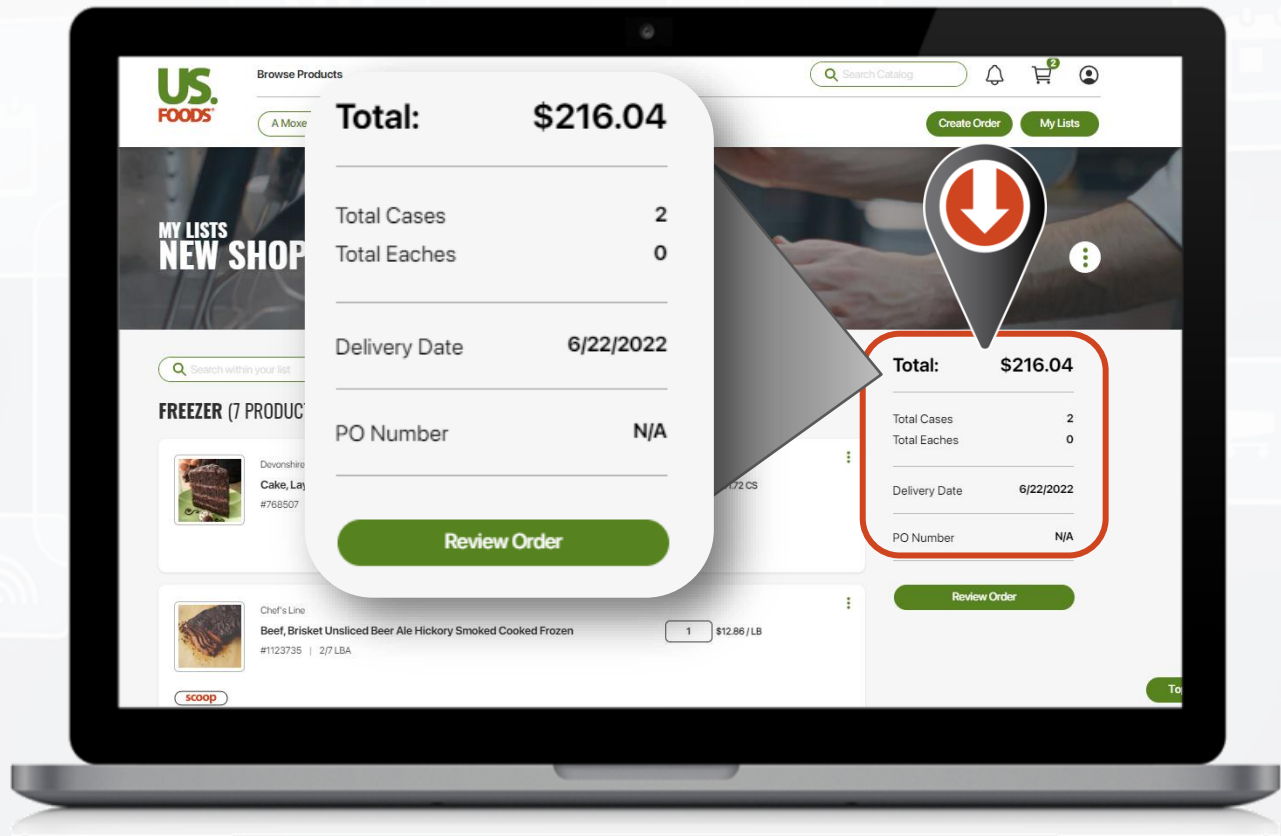 US.
FOODS®
Browse Products
Search Catalog
2
A Moxe
Create Order
My Lists
MY LISTS
NEW SHOP
Total: $216.04
Total Cases 2
Total Eaches 0
Delivery Date 6/22/2022
PO Number N/A
Review Order
Search within your list
FREEZER (7 PRODUC
Devonshire
Cake, Lay
#768507
.72 CS
Chef's Line
Beef, Brisket Unsliced Beer Ale Hickory Smoked Cooked Frozen
1 $12.86 / LB
#1123735 | 2/7 LBA
scoop
Total: $216.04
Total Cases 2
Total Eaches 0
Delivery Date 6/22/2022
PO Number N/A
Review Order
To